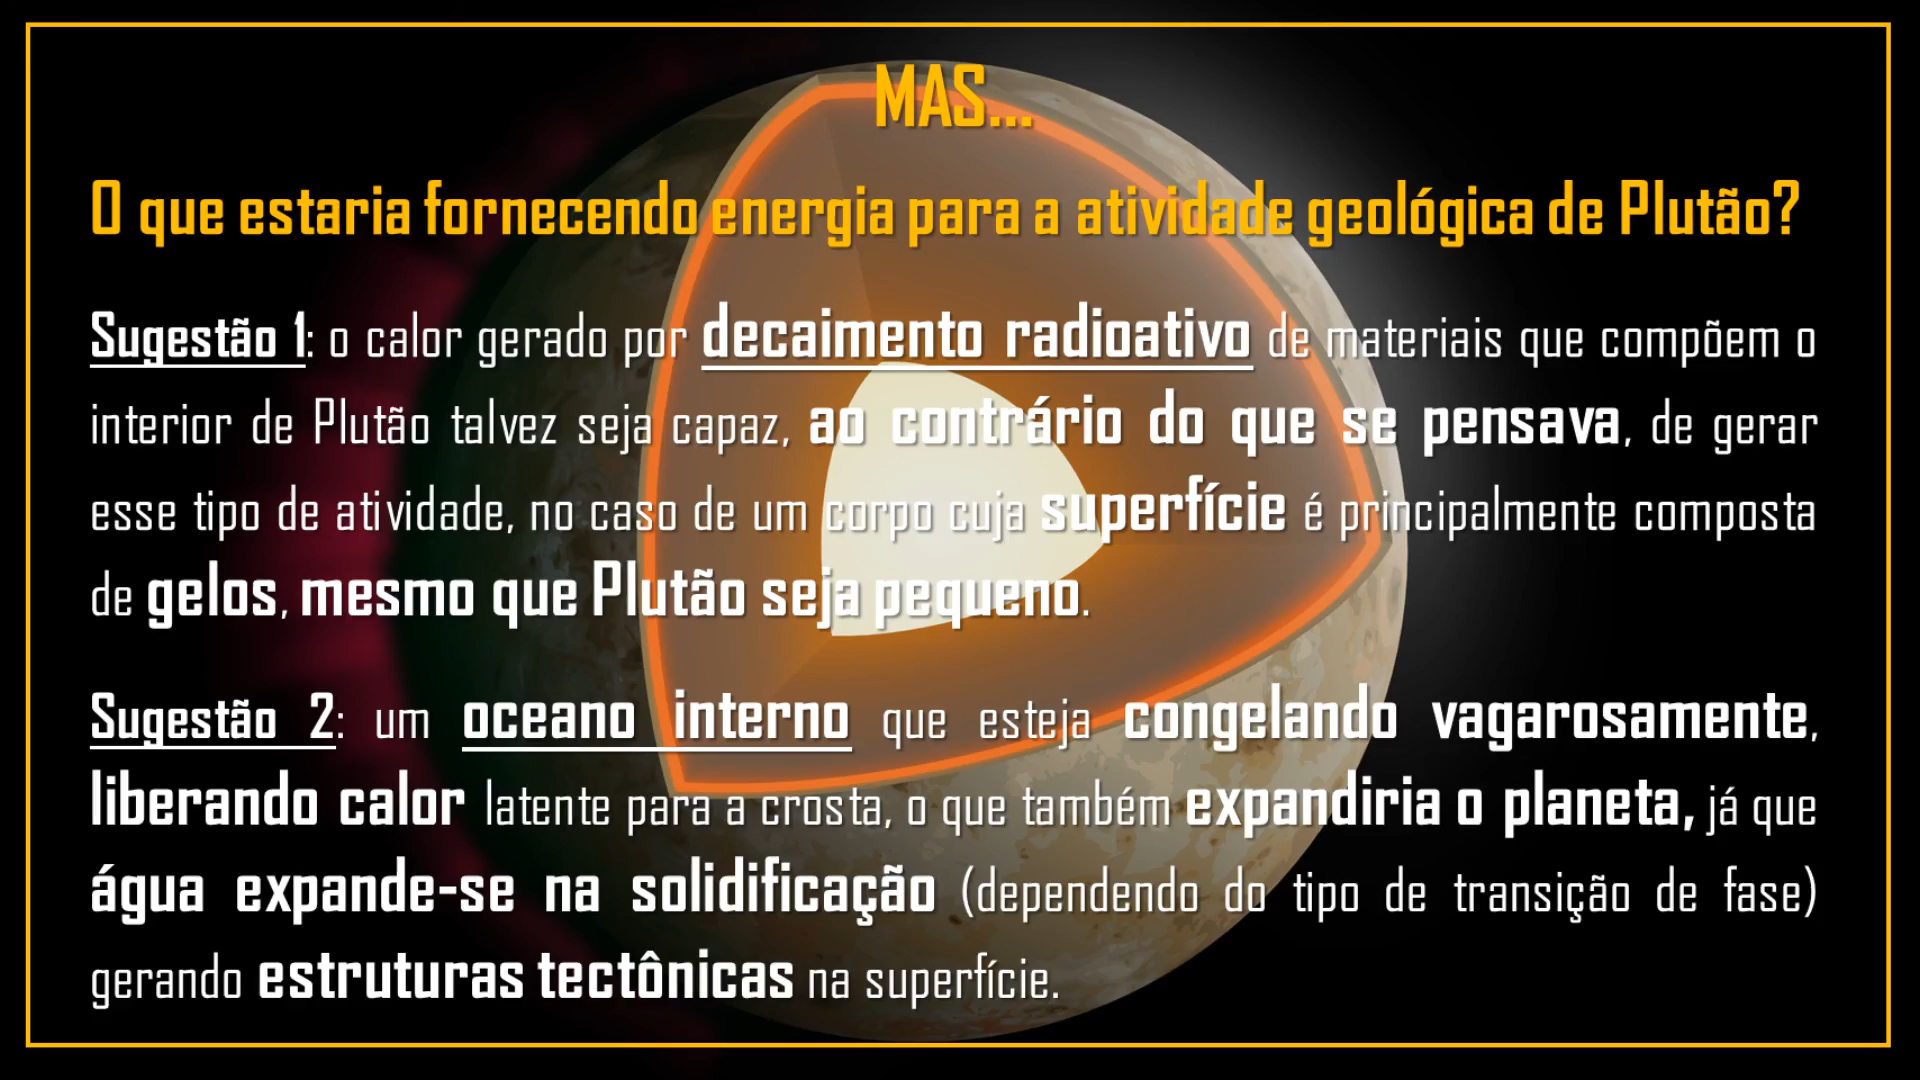 MAS...
O que estaria fornecendo energia para a atividade geológica de Plutão?
Sugestão 1: o calor gerado por decaimento radioativo de materiais que compõem o
interior de Plutão talvez seja capaz, ao contrário do que se pensava, de gerar
esse tipo de atividade, no caso de um corpo cuja superfície é principalmente composta
de gelos, mesmo que Plutão seja pequeno.
Sugestão 2: um oceano interno que esteja congelando vagarosamente,
liberando calor latente para a crosta, o que também expandiria o planeta, já que
água expande-se na solidificação (dependendo do tipo de transição de fase)
gerando estruturas tectônicas na superfície.